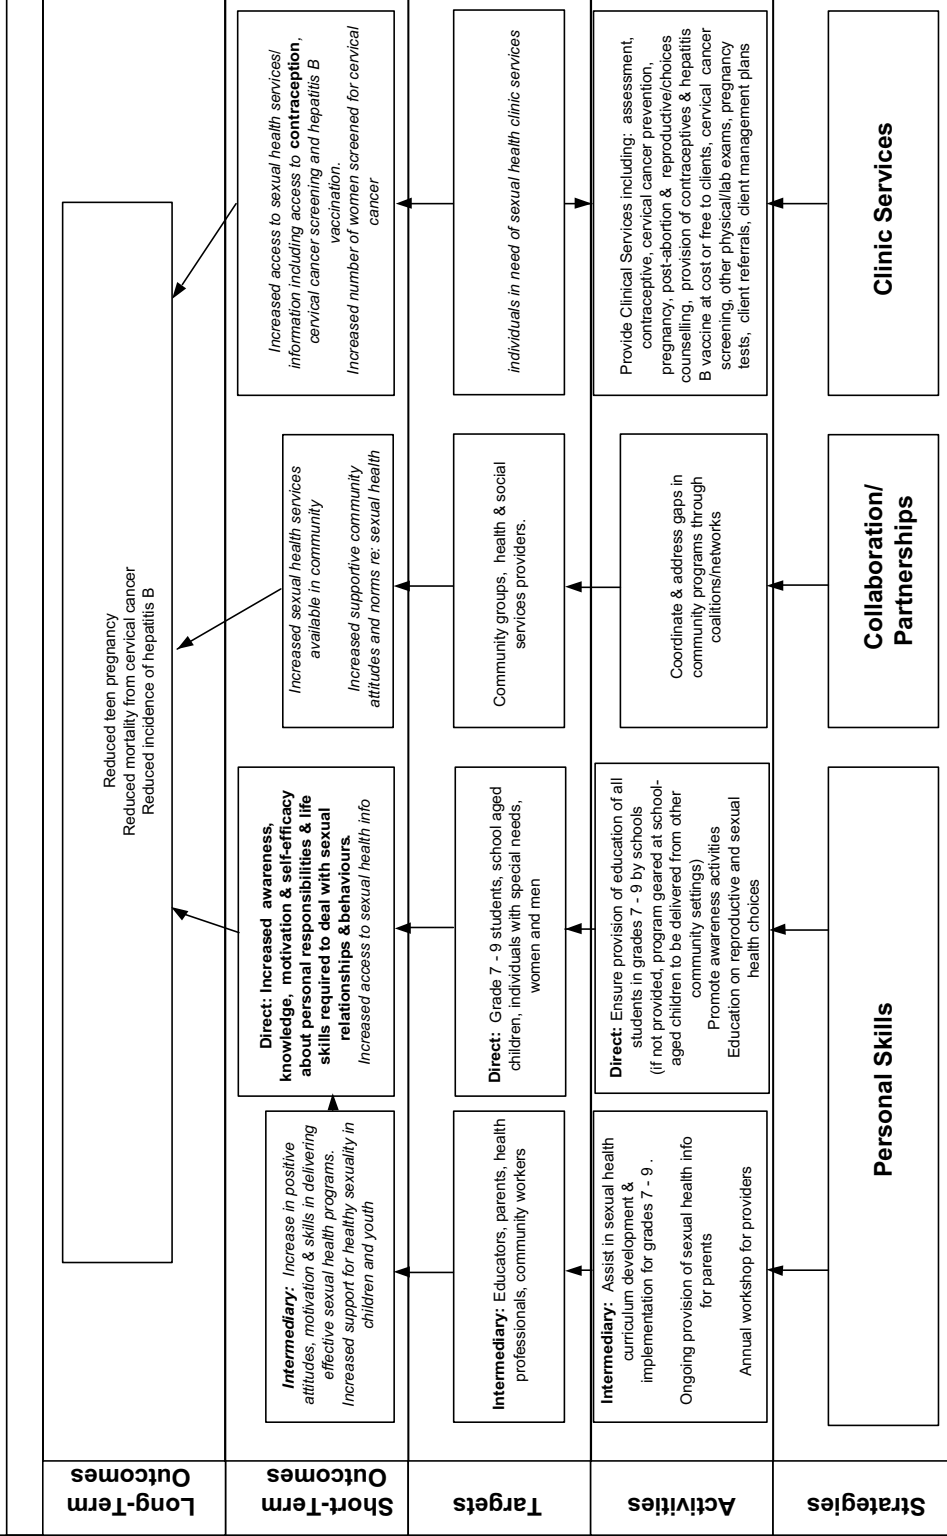 Long-Term
Outcomes
Reduced teen pregnancy
Reduced mortality from cervical cancer
Reduced incidence of hepatitis B
Short-Term
Outcomes
Intermediary: Increase in positive
attitudes, motivation & skills in delivering
effective sexual health programs.
Increased support for healthy sexuality in
children and youth
Direct: Increased awareness,
knowledge, motivation & self-efficacy
about personal responsibilities & life
skills required to deal with sexual
relationships &behaviours.
Increased access to sexual health info
Increased sexual health services
available in community
Increased supportive community
attitudes and norms re: sexual health
Increased access to sexual health services/
information including access to contraception,
cervical cancer screening and hepatitis B
vaccination.
Increased number of women screened for cervical
cancer
Targets
Intermediary: Educators, parents, health
professionals, community workers
Direct: Grade 7 - 9 students, school aged
children, individuals with special needs,
women and men
Community groups, health & social
services providers.
individuals in need of sexual health clinic services
Activities
Intermediary: Assist in sexual health
curriculum development &
implementation for grades 7 - 9 .
Ongoing provision of sexual health info
for parents
Annual workshop for providers
Direct: Ensure provision of education of all
students in grades 7 - 9 by schools
(if not provided, program geared at school-
aged children to be delivered from other
community settings)
Promote awareness activities
Education on reproductive and sexual
health choices
Coordinate & address gaps in
community programs through
coalitions/networks
Provide Clinical Services including: assessment,
contraceptive, cervical cancer prevention,
pregnancy, post-abortion & reproductive/choices
counselling, provision of contraceptives & hepatitis
B vaccine at cost or free to clients, cervical cancer
screening, other physical/lab exams, pregnancy
tests, client referrals, client management plans
Strategies
Personal Skills
Collaboration/
Partnerships
Clinic Services